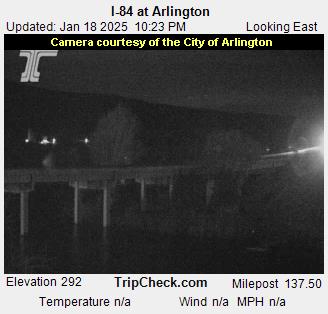 I-84 at Arlington
Updated: Jan 18 2025 10:23 PM Looking East
Camera courtesy of the City of Arlington
Elevation 292 TripCheck.com Milepost 137.50
Temperature n/a Wind n/a MPH n/a